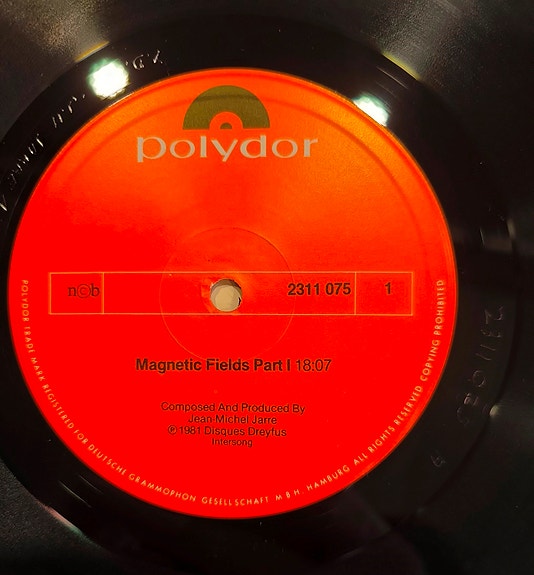 polydor
n©b
2311 075
1
Magnetic Fields Part I 18:07
Composed And Produced By
Jean-Michel Jarre
℗ 1981 Disques Dreyfus
Intersong
POLYDOR TRADE MARK REGISTERED FOR DEUTSCHE GRAMMOPHON GESELLSCHAFT M B H. HAMBURG ALL RIGHTS RESERVED COPYING PROHIBITED